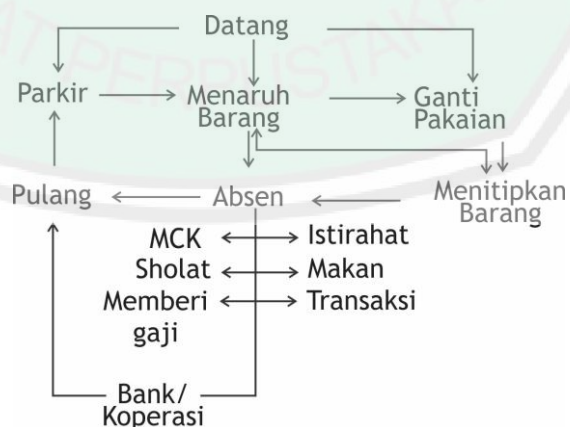 Datang
Parkir
Menaruh
Barang
Ganti
Pakaian
Pulang
Absen
Menitipkan
Barang
MCK
Istirahat
Sholat
Makan
Memberi
gaji
Transaksi
Bank/
Koperasi